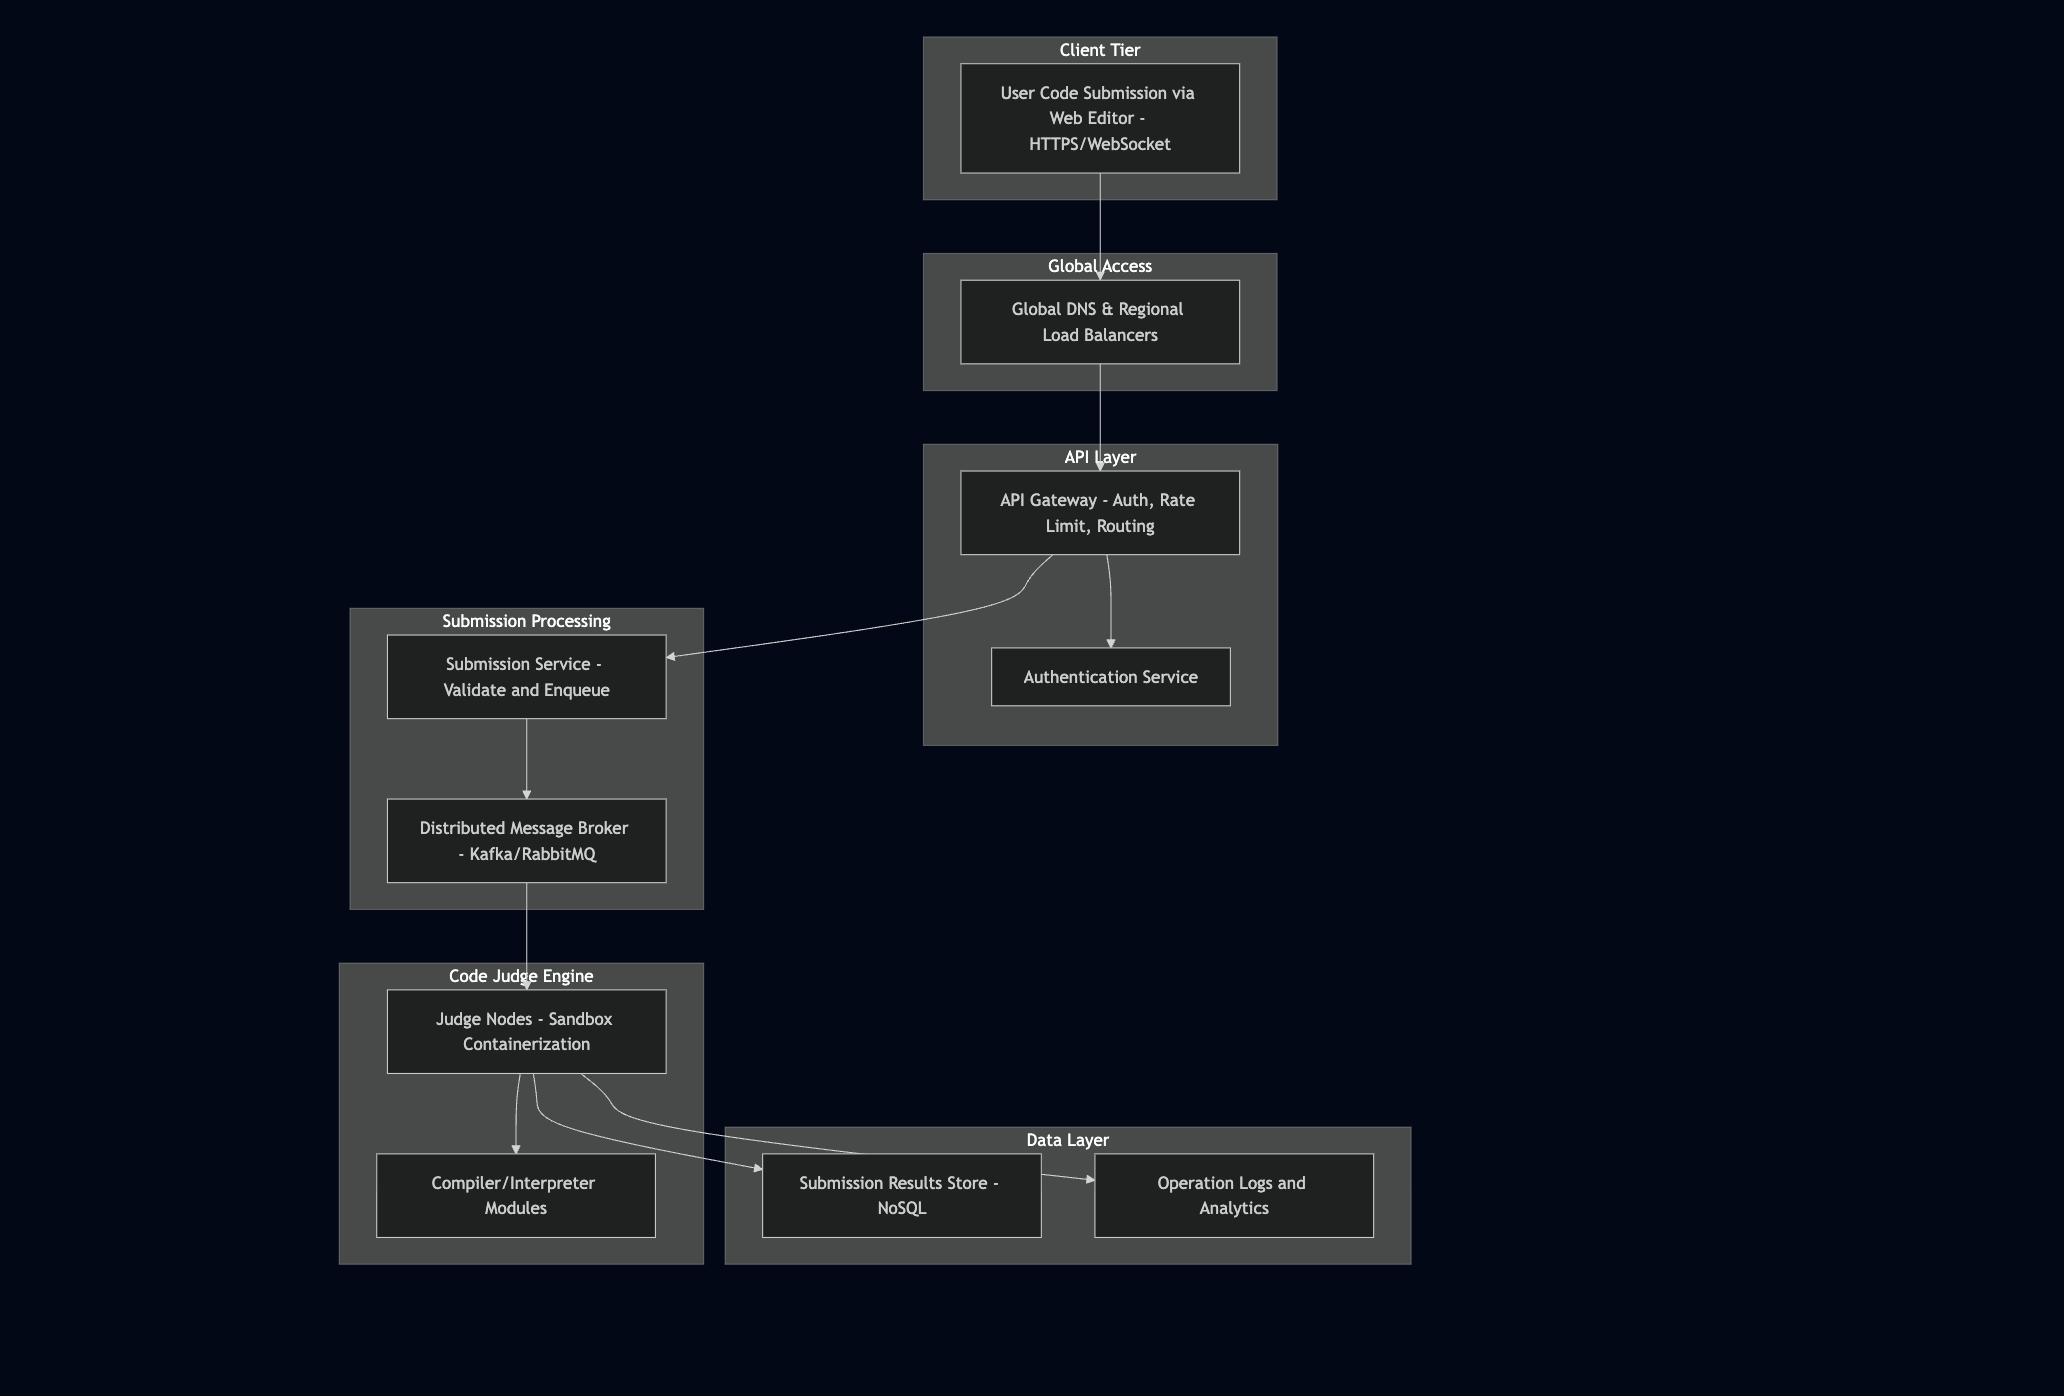 Client Tier
User Code Submission via
Web Editor -
HTTPS/WebSocket
Global Access
Global DNS & Regional
Load Balancers
API Layer
API Gateway - Auth, Rate
Limit, Routing
Authentication Service
Submission Processing
Submission Service -
Validate and Enqueue
Distributed Message Broker
- Kafka/RabbitMQ
Code Judge Engine
Judge Nodes - Sandbox
Containerization
Compiler/Interpreter
Modules
Data Layer
Submission Results Store -
NoSQL
Operation Logs and
Analytics